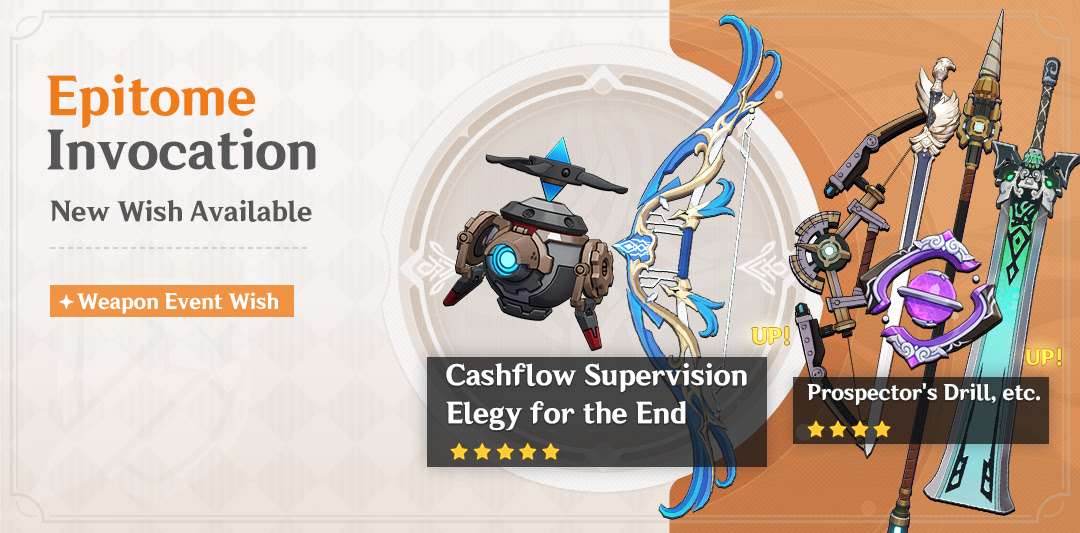 Epitome
Invocation
New Wish Available
Weapon Event Wish
UP!
Cashflow Supervision
Elegy for the End
UP!
Prospector's Drill, etc.